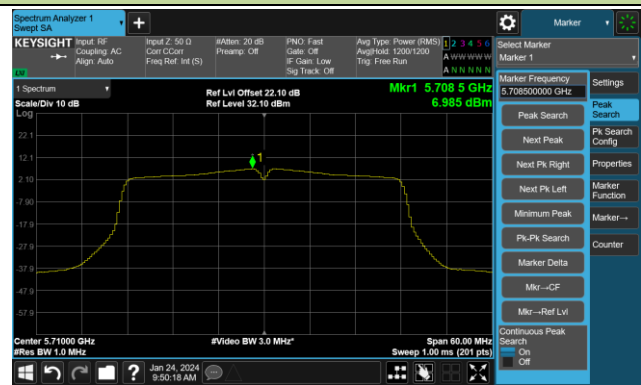 Spectrum Analyzer 1
Swept SA
+
Marker
KEYSIGHT
Input: RF
Coupling: AC
Align: Auto
Input Z: 50 Ω
Corr CCorr
Freq Ref: Int (S)
#Atten: 20 dB
Preamp: Off
PNO: Fast
Gate: Off
IF Gain: Low
Sig Track: Off
Avg Type: Power (RMS)
Avg|Hold: 1200/1200
Trig: Free Run
1 2 3 4 5 6
A W W W W W
A N N N N N
Select Marker
Marker 1
LXI
1 Spectrum
Scale/Div 10 dB
Log
Ref Lvl Offset 22.10 dB
Ref Level 32.10 dBm
Mkr1 5.708 5 GHz
6.985 dBm
22.1
12.1
2.10
-7.90
-17.9
-27.9
-37.9
-47.9
-57.9
1
Center 5.71000 GHz
#Res BW 1.0 MHz
#Video BW 3.0 MHz*
Span 60.00 MHz
Sweep 1.00 ms (201 pts)
Marker Frequency
5.708500000 GHz
Peak Search
Next Peak
Next Pk Right
Next Pk Left
Minimum Peak
Pk-Pk Search
Marker Delta
Mkr→CF
Mkr→Ref Lvl
Continuous Peak
Search
On
Off
Settings
Peak
Search
Pk Search
Config
Properties
Marker
Function
Marker→
Counter
?
Jan 24, 2024
9:50:18 AM